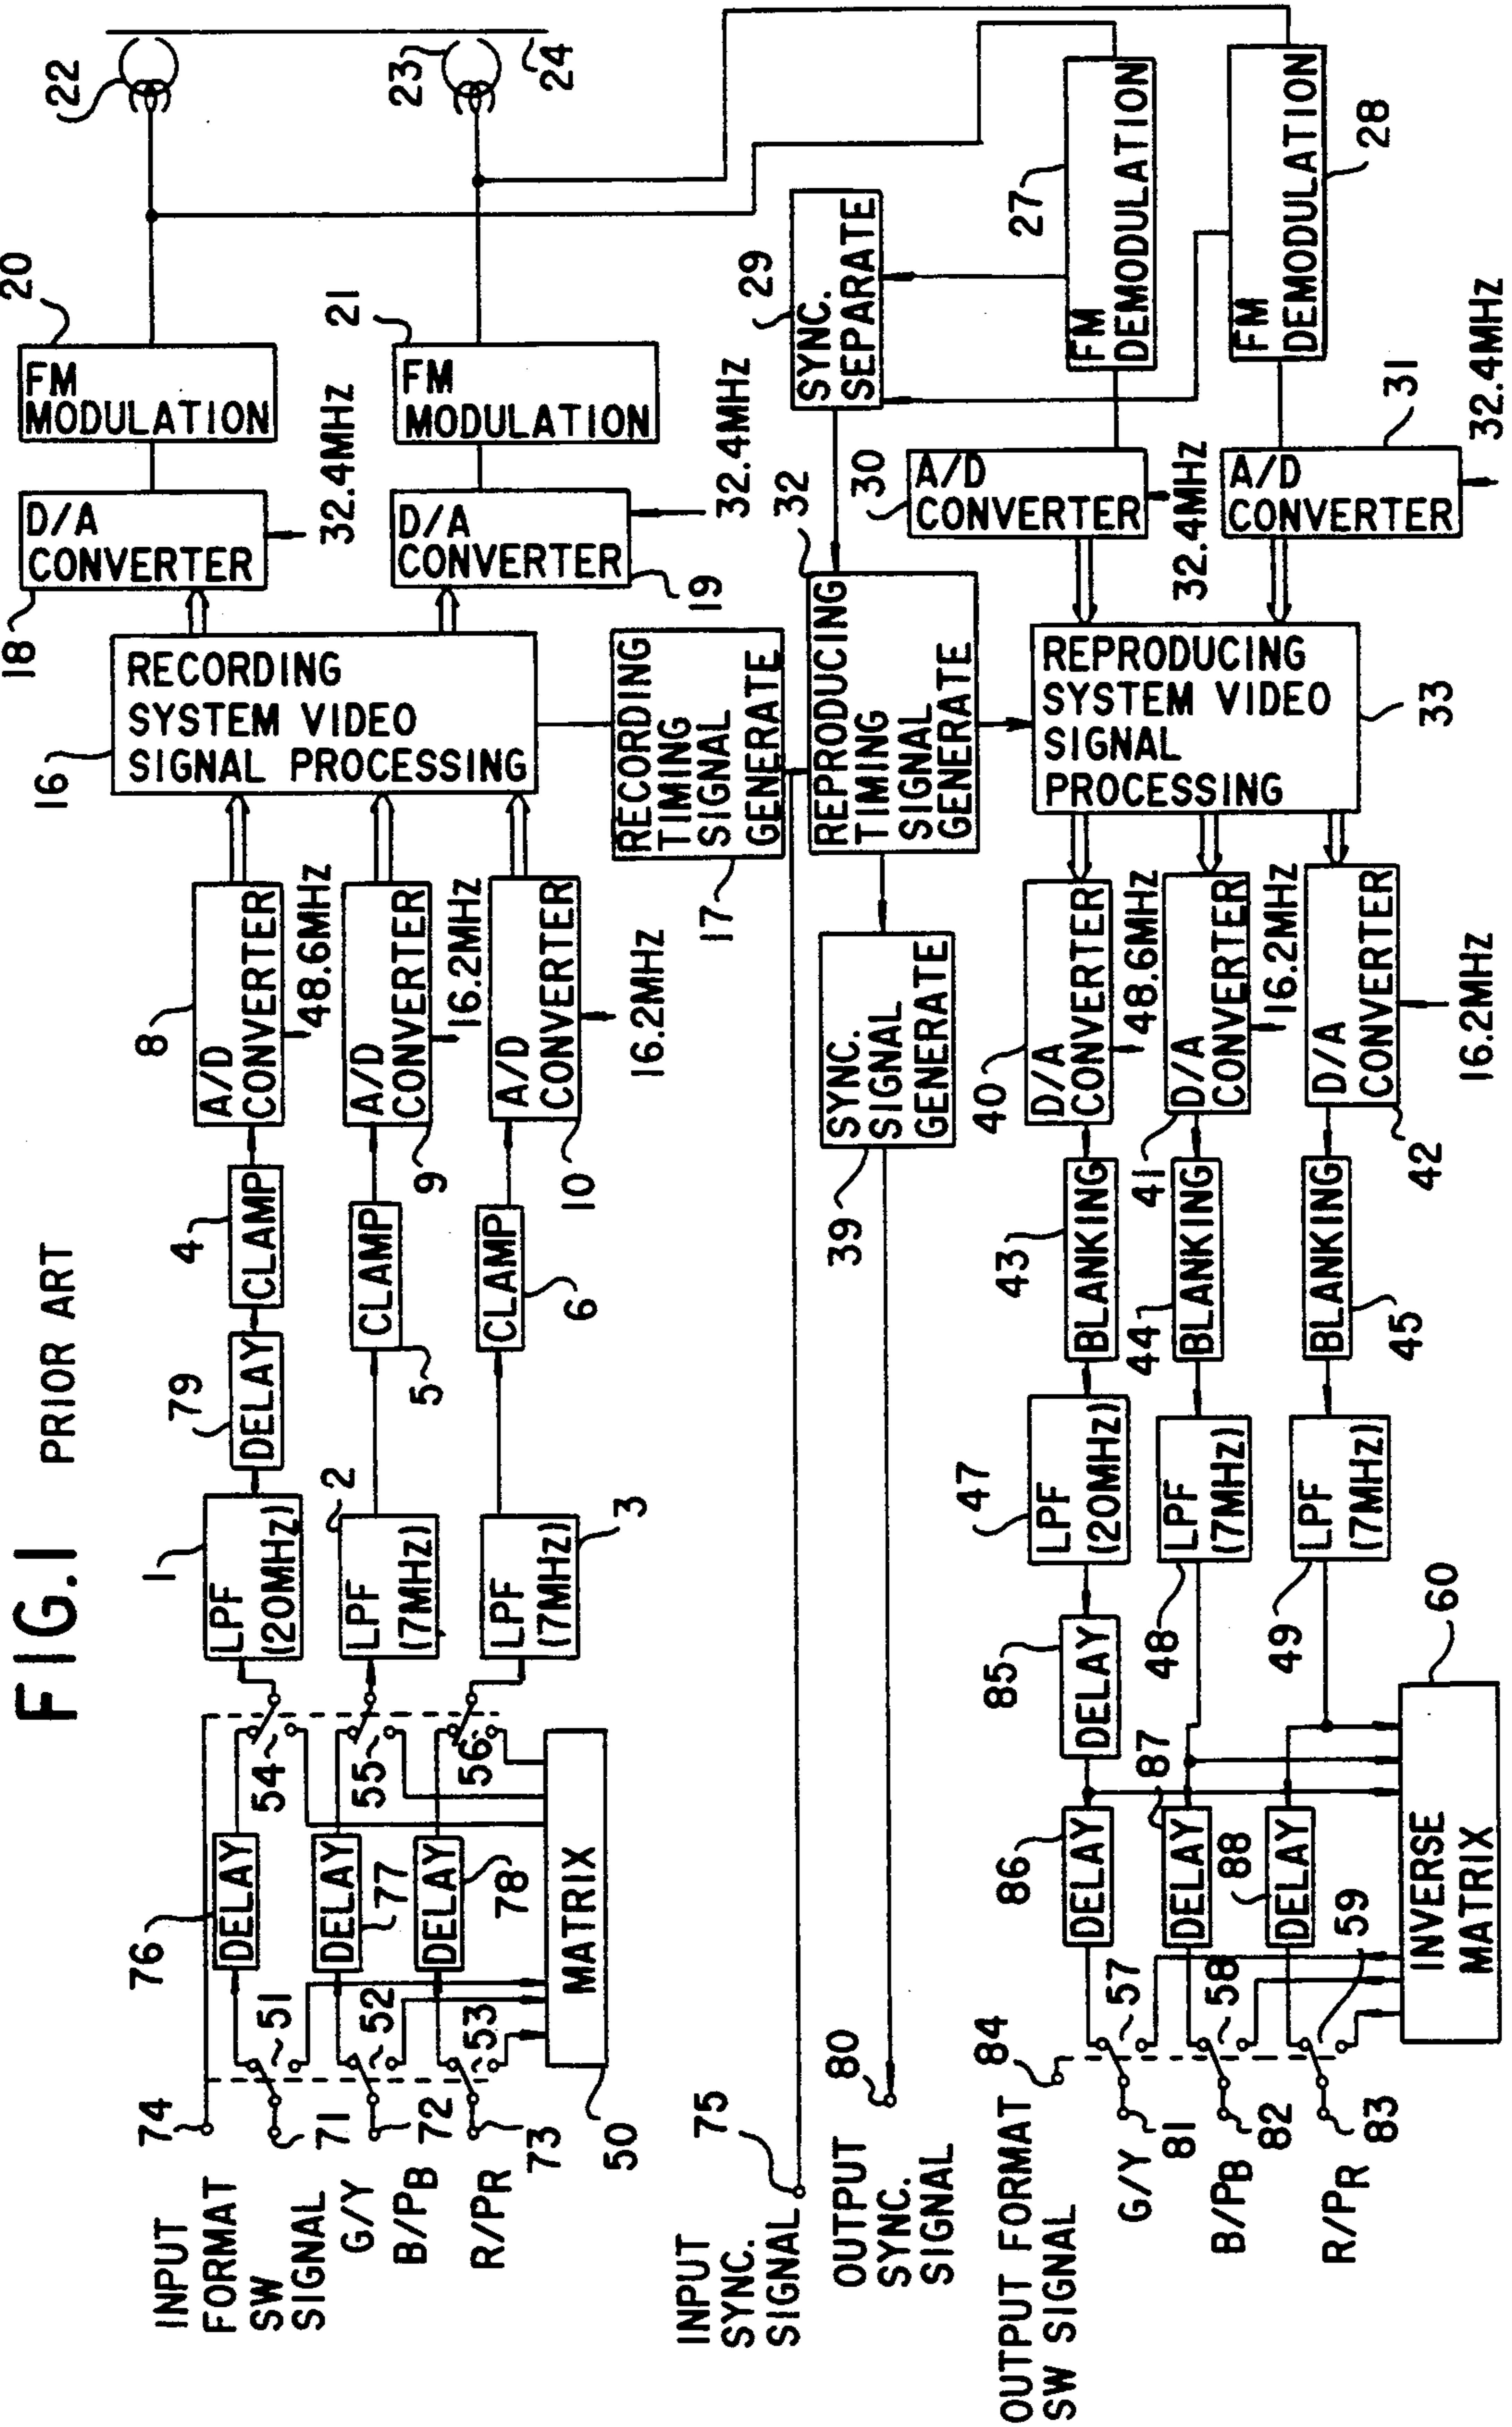 FIG.1 PRIOR ART
INPUT
FORMAT
SW
SIGNAL
74
G/Y
71
B/PB
72
R/PR
73
51
52
53
76
DELAY
DELAY
77
DELAY
78
50
MATRIX
54
55
56
1
LPF
(20MHz)
2
LPF
(7MHz)
3
LPF
(7MHz)
79
DELAY
4
CLAMP
5
CLAMP
6
CLAMP
8
A/D
CONVERTER
48.6MHz
9
A/D
CONVERTER
16.2MHz
10
A/D
CONVERTER
16.2MHz
16
RECORDING
SYSTEM VIDEO
SIGNAL PROCESSING
17
RECORDING
TIMING
SIGNAL
GENERATE
18
D/A
CONVERTER
32.4MHz
19
D/A
CONVERTER
32.4MHz
20
FM
MODULATION
21
FM
MODULATION
22
23
24
INPUT
SYNC.
SIGNAL
75
OUTPUT
SYNC.
SIGNAL
80
39
SYNC.
SIGNAL
GENERATE
32
REPRODUCING
TIMING
SIGNAL
GENERATE
29
SYNC.
SEPARATE
27
FM
DEMODULATION
28
FM
DEMODULATION
30
A/D
CONVERTER
32.4MHz
31
A/D
CONVERTER
32.4MHz
33
REPRODUCING
SYSTEM VIDEO
SIGNAL
PROCESSING
40
D/A
CONVERTER
48.6MHz
41
D/A
CONVERTER
16.2MHz
42
D/A
CONVERTER
16.2MHz
43
BLANKING
44
BLANKING
45
BLANKING
47
LPF
(20MHz)
48
LPF
(7MHz)
49
LPF
(7MHz)
85
DELAY
86
DELAY
87
DELAY
88
DELAY
60
INVERSE
MATRIX
57
58
59
OUTPUT FORMAT
SW SIGNAL
84
G/Y
81
B/PB
82
R/PR
83